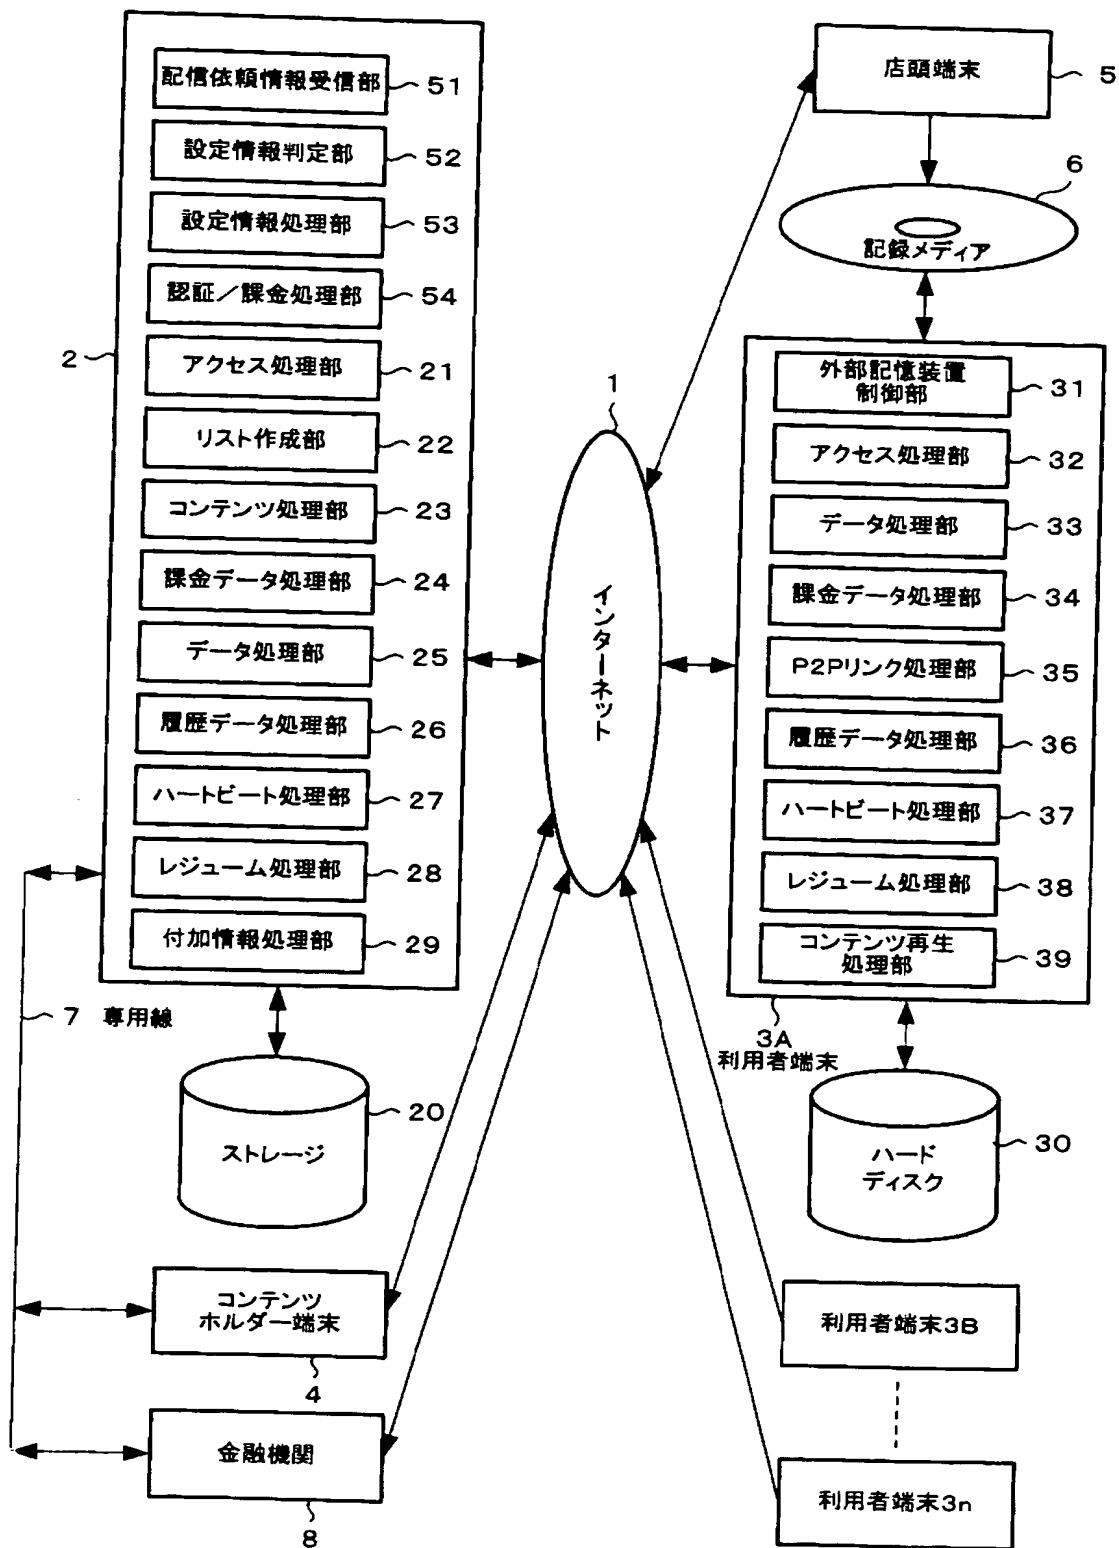 配信依頼情報受信部
51
設定情報判定部
52
設定情報処理部
53
認証/課金処理部
54
2
アクセス処理部
21
リスト作成部
22
コンテンツ処理部
23
課金データ処理部
24
データ処理部
25
履歴データ処理部
26
ハートビート処理部
27
レジューム処理部
28
付加情報処理部
29
7 専用線
ストレージ
20
コンテンツ
ホルダー端末
4
金融機関
8
1
インターネット
店頭端末
5
6
記録メディア
外部記憶装置
制御部
31
アクセス処理部
32
データ処理部
33
課金データ処理部
34
P2Pリンク処理部
35
履歴データ処理部
36
ハートビート処理部
37
レジューム処理部
38
コンテンツ再生
処理部
39
3A
利用者端末
ハード
ディスク
30
利用者端末3B
利用者端末3n